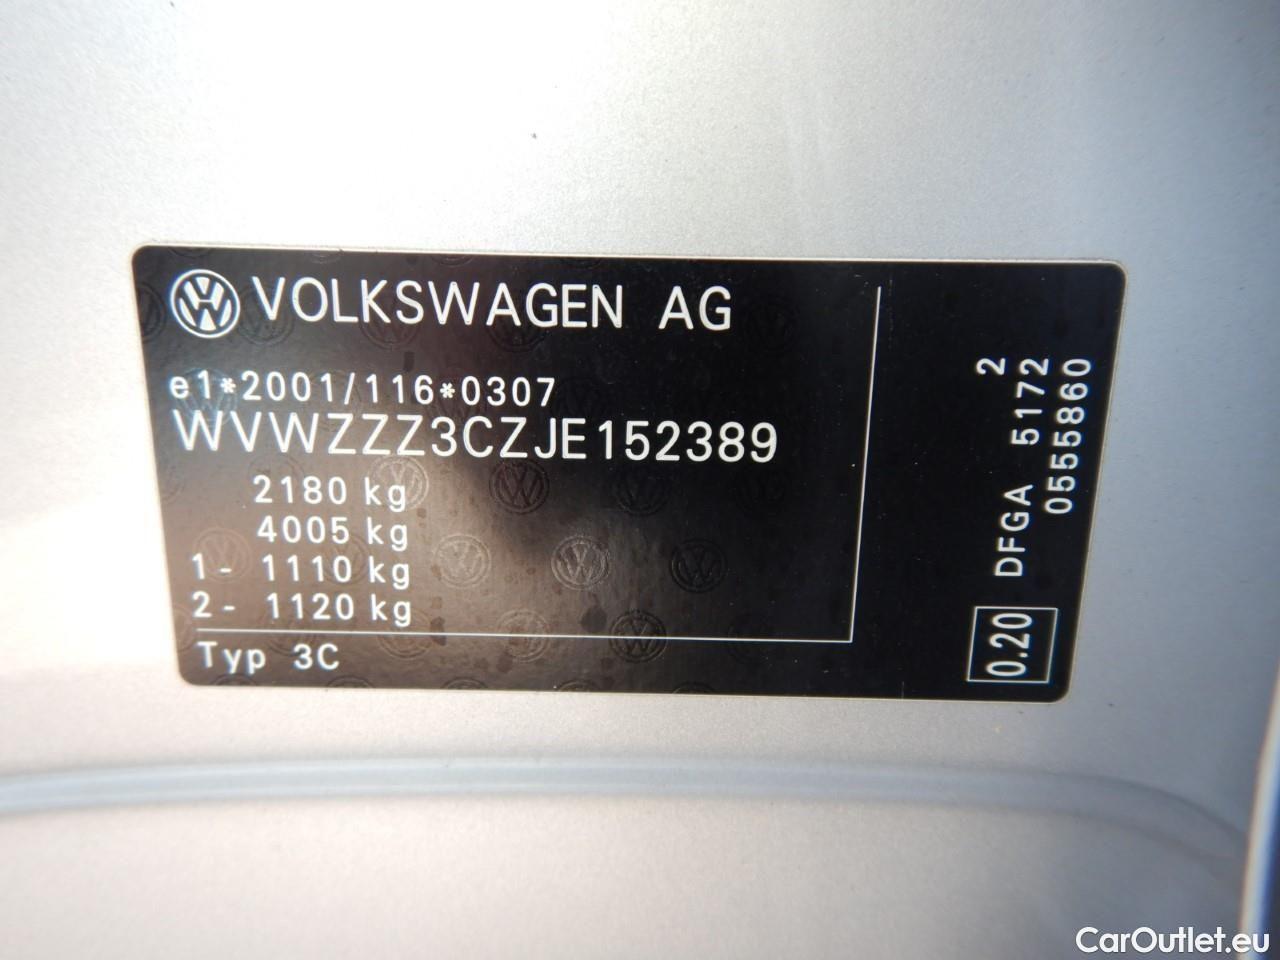 VOLKSWAGEN AG
e1*2001/116*0307
WVWZZZ3CZJE152389
2180 kg
4005 kg
1- 1110 kg
2- 1120 kg
Typ 3C
0.20 DFGA 5172 2
0555860
CarOutlet.eu